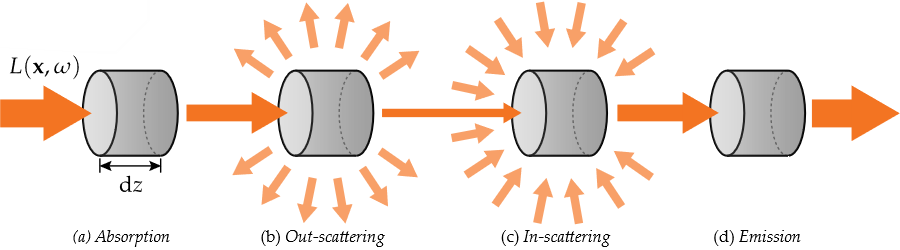 L(x, ω)
dz
(a) Absorption
(b) Out-scattering
(c) In-scattering
(d) Emission